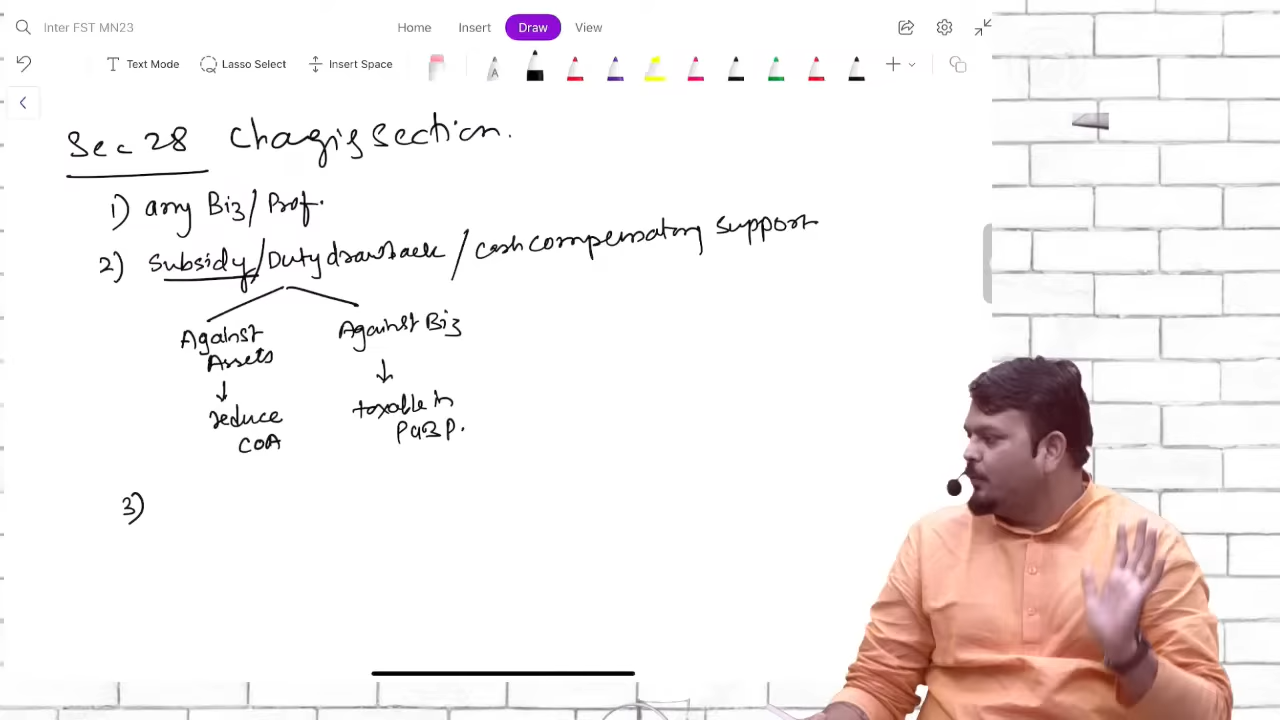 Inter FST MN23
Home Insert Draw View
Text Mode Lasso Select Insert Space
A
Sec 28 Chargig section.
1) any Biz/Prof.
2) Subsidy/Duty drawback/cash compensatory support
Against Assets
↓
reduce COA
Against Biz
↓
taxable in PGBP.
3)